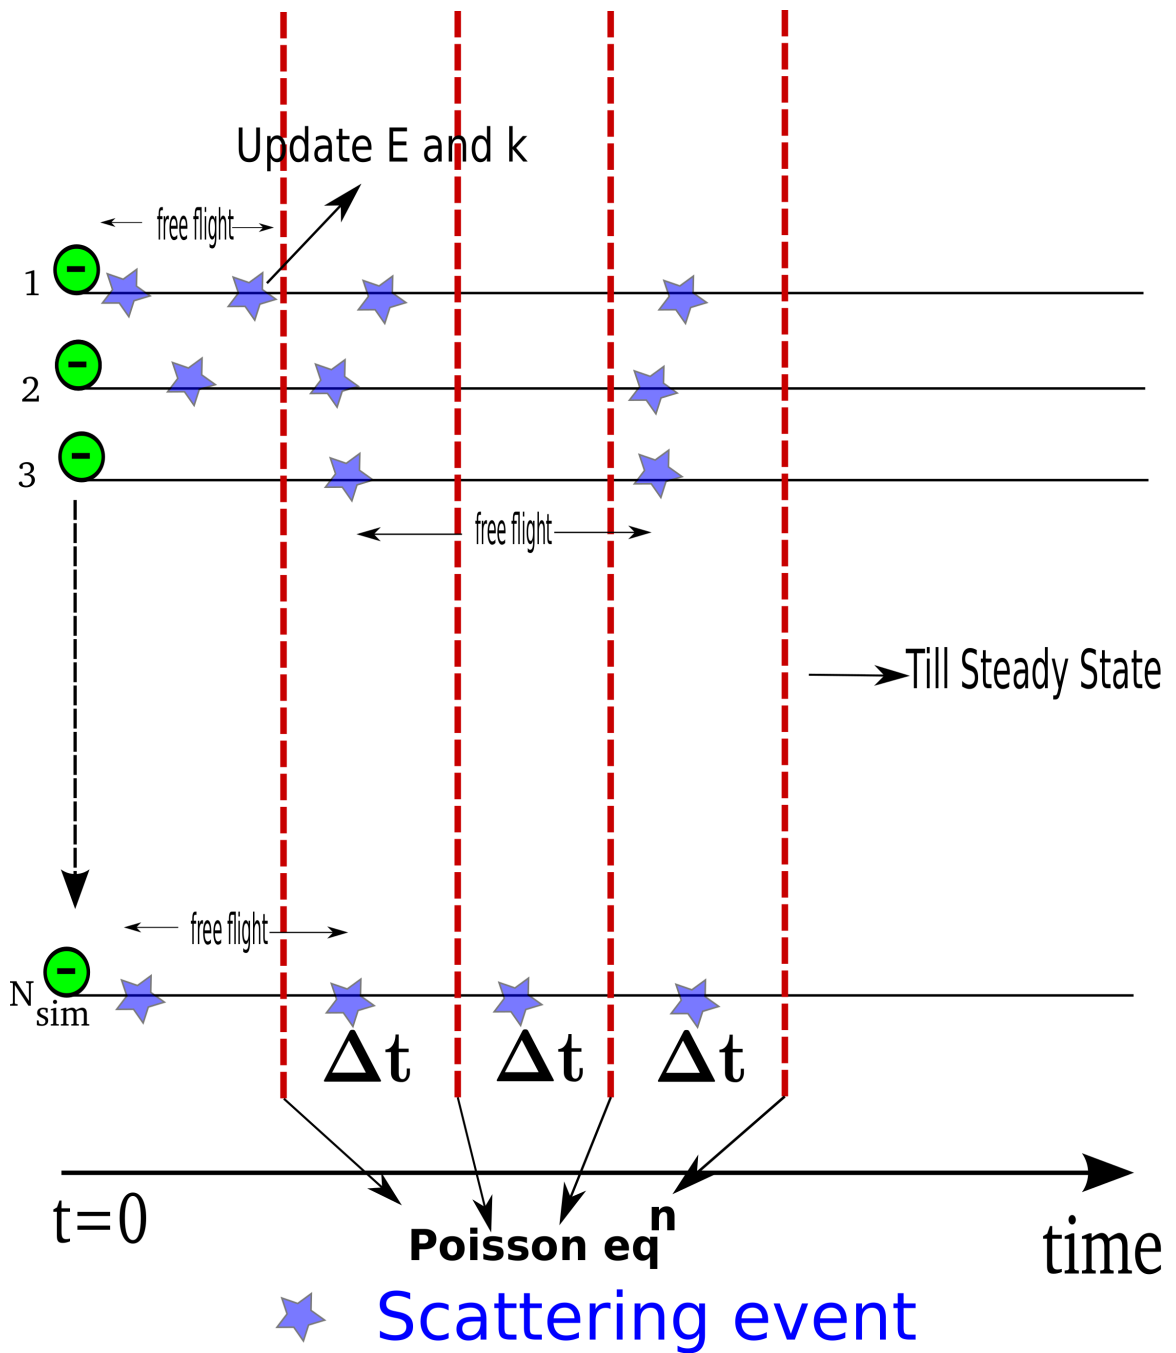 Update E and k
free flight
1
-
2
-
3
-
free flight
Till Steady State
free flight
N sim
-
Δt Δt Δt
t=0
Poisson eqⁿ
time
Scattering event